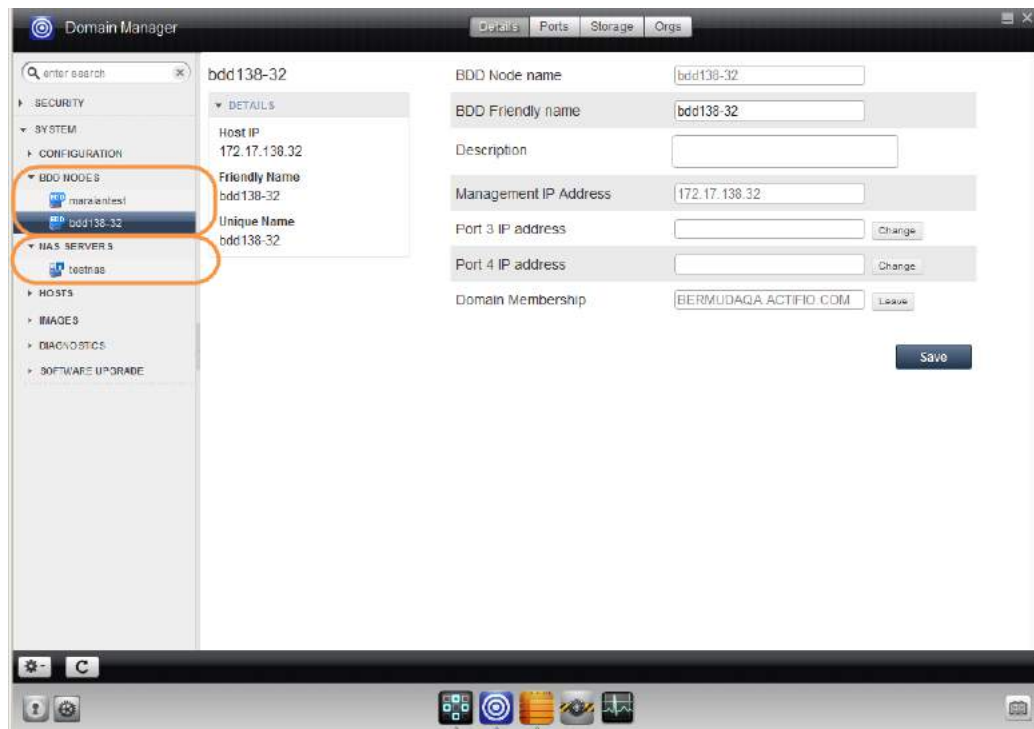 Domain Manager
Details Ports Storage Orgs
enter search
SECURITY
SYSTEM
CONFIGURATION
BDD NODES
maraiantest
bdd138-32
NAS SERVERS
testnas
HOSTS
IMAGES
DIAGNOSTICS
SOFTWARE UPGRADE
bdd138-32
DETAILS
Host IP
172.17.138.32
Friendly Name
bdd138-32
Unique Name
bdd138-32
BDD Node name bdd138-32
BDD Friendly name bdd138-32
Description
Management IP Address 172.17.138.32
Port 3 IP address Change
Port 4 IP address Change
Domain Membership BERMUDAQA.ACTIFIO.COM Leave
Save